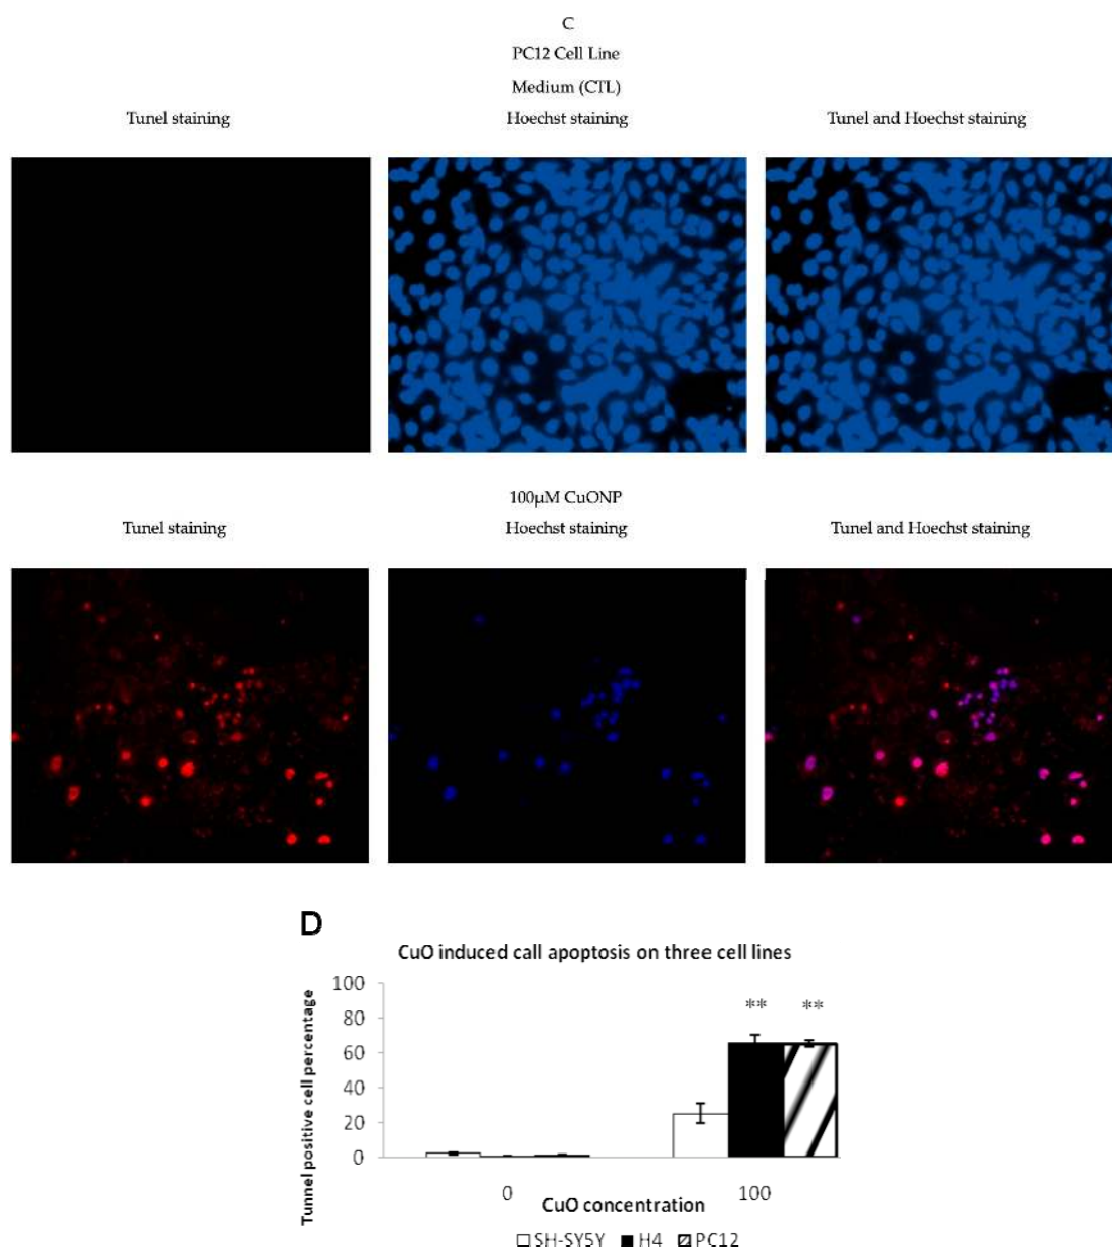 C
PC12 Cell Line
Medium (CTL)
Tunel staining Hoechst staining Tunel and Hoechst staining
100µM CuONP
Tunel staining Hoechst staining Tunel and Hoechst staining
D
CuO induced call apoptosis on three cell lines
Tunnel positive cell percentage
100
80
60
40
20
0
** **
0 100
CuO concentration
SH-SY5Y H4 PC12